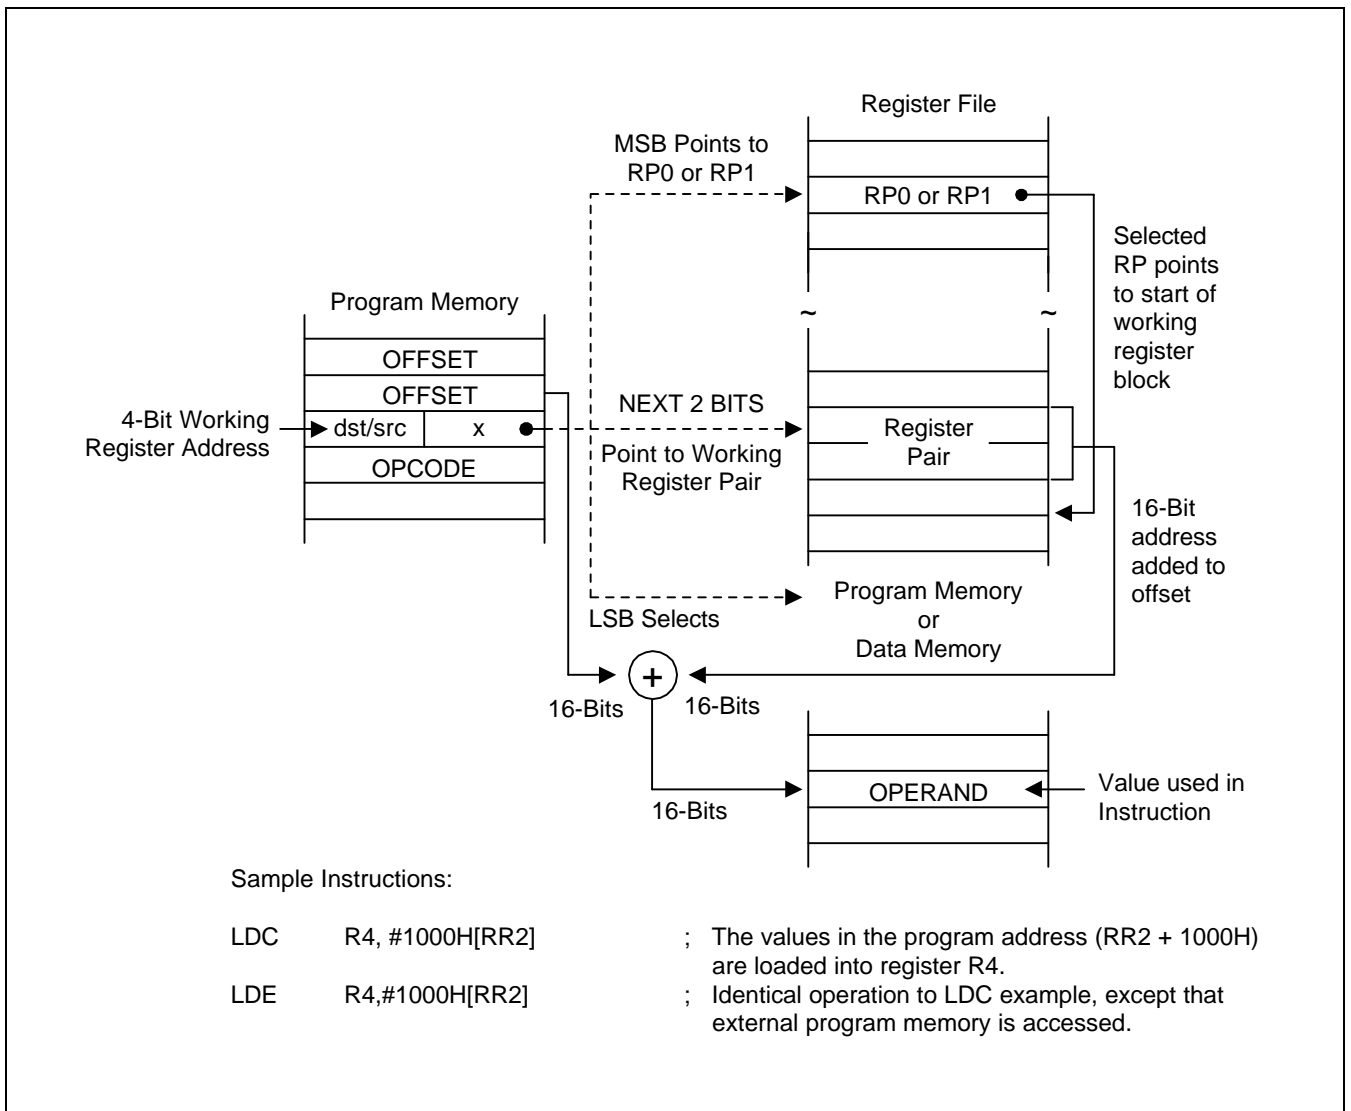 Register File
MSB Points to
RP0 or RP1
RP0 or RP1
Selected
RP points
to start of
working
register
block
Program Memory
~ ~
OFFSET
OFFSET
4-Bit Working
Register Address
dst/src x
OPCODE
NEXT 2 BITS
Point to Working
Register Pair
Register
Pair
16-Bit
address
added to
offset
LSB Selects
Program Memory
or
Data Memory
+
16-Bits 16-Bits
16-Bits
OPERAND
Value used in
Instruction
Sample Instructions:
LDC R4, #1000H[RR2] ; The values in the program address (RR2 + 1000H)
are loaded into register R4.
LDE R4,#1000H[RR2] ; Identical operation to LDC example, except that
external program memory is accessed.